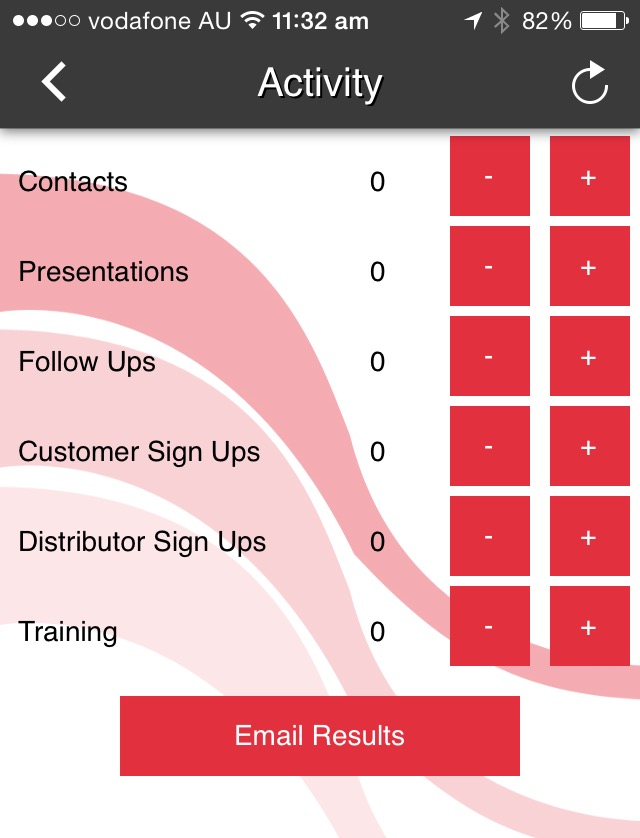 vodafone AU 11:32 am 82%
Activity
Contacts 0 - +
Presentations 0 - +
Follow Ups 0 - +
Customer Sign Ups 0 - +
Distributor Sign Ups 0 - +
Training 0 - +
Email Results